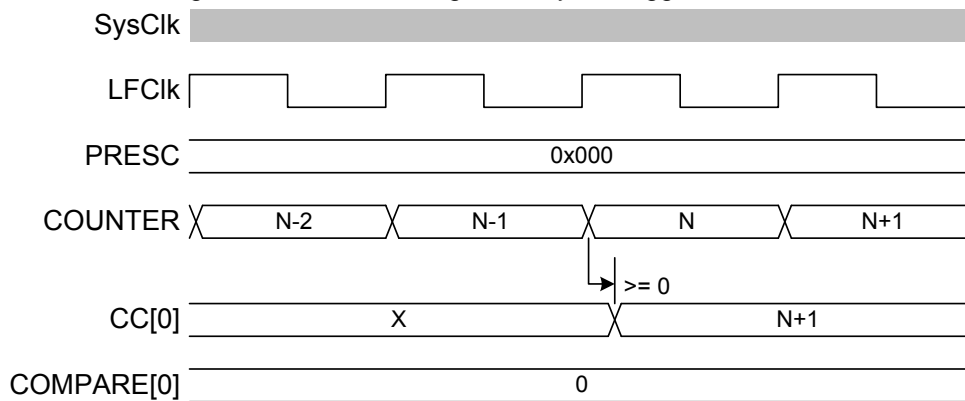 SysClk
LFClk
PRESC 0x000
COUNTER N-2 N-1 N N+1
>= 0
CC[0] X N+1
COMPARE[0] 0